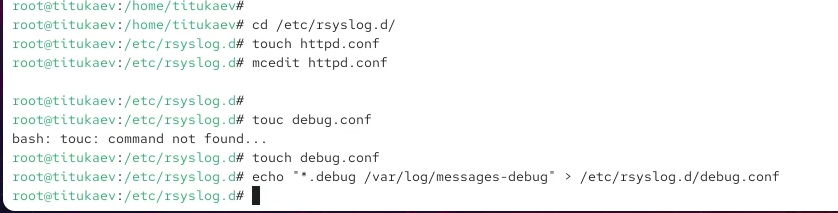 root@titukaev:/home/titukaev#
root@titukaev:/home/titukaev# cd /etc/rsyslog.d/
root@titukaev:/etc/rsyslog.d# touch httpd.conf
root@titukaev:/etc/rsyslog.d# mcedit httpd.conf
root@titukaev:/etc/rsyslog.d#
root@titukaev:/etc/rsyslog.d# touc debug.conf
bash: touc: command not found...
root@titukaev:/etc/rsyslog.d# touch debug.conf
root@titukaev:/etc/rsyslog.d# echo "*.debug /var/log/messages-debug" > /etc/rsyslog.d/debug.conf
root@titukaev:/etc/rsyslog.d#